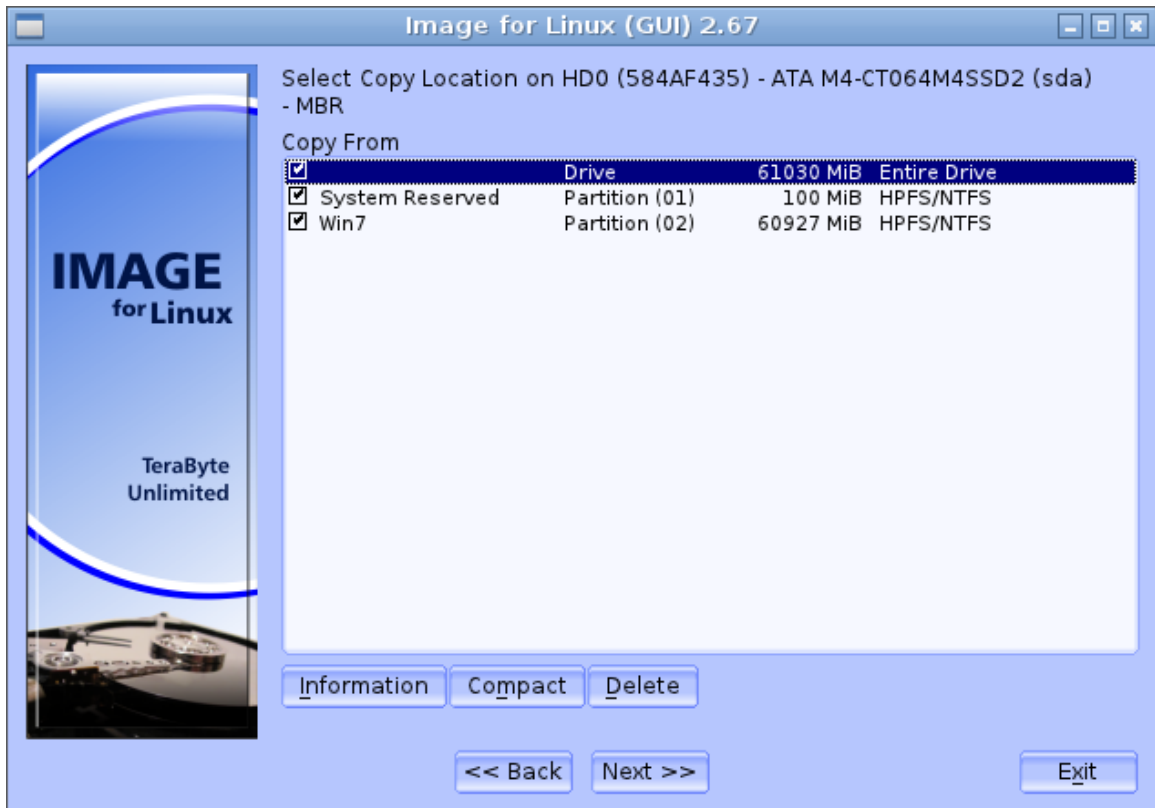 Image for Linux (GUI) 2.67
Select Copy Location on HD0 (584AF435) - ATA M4-CT064M4SSD2 (sda)
- MBR
Copy From
Drive 61030 MiB Entire Drive
System Reserved Partition (01) 100 MiB HPFS/NTFS
Win7 Partition (02) 60927 MiB HPFS/NTFS
IMAGE
for Linux
TeraByte
Unlimited
Information Compact Delete
<< Back Next >> Exit